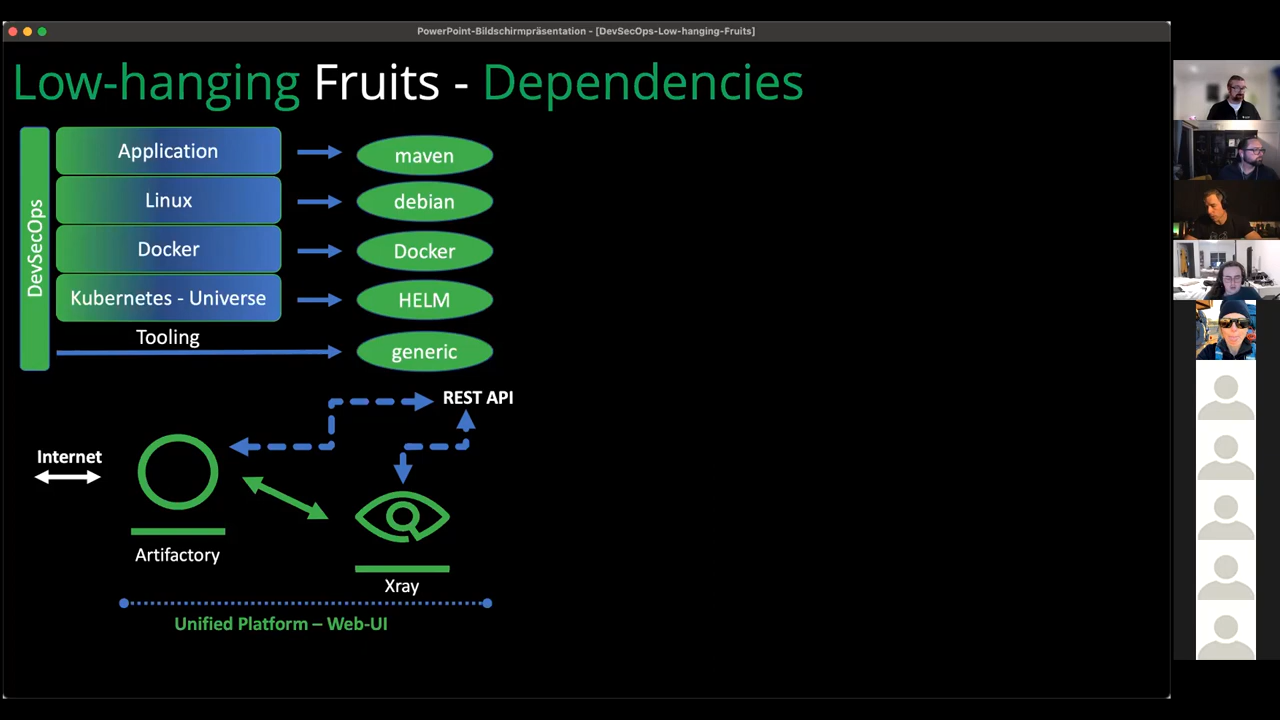 PowerPoint-Bildschirmpräsentation - [DevSecOps-Low-hanging-Fruits]
Low-hanging Fruits - Dependencies
DevSecOps
Application
maven
Linux
debian
Docker
Docker
Kubernetes - Universe
HELM
Tooling
generic
REST API
Internet
Artifactory
Xray
Unified Platform – Web-UI